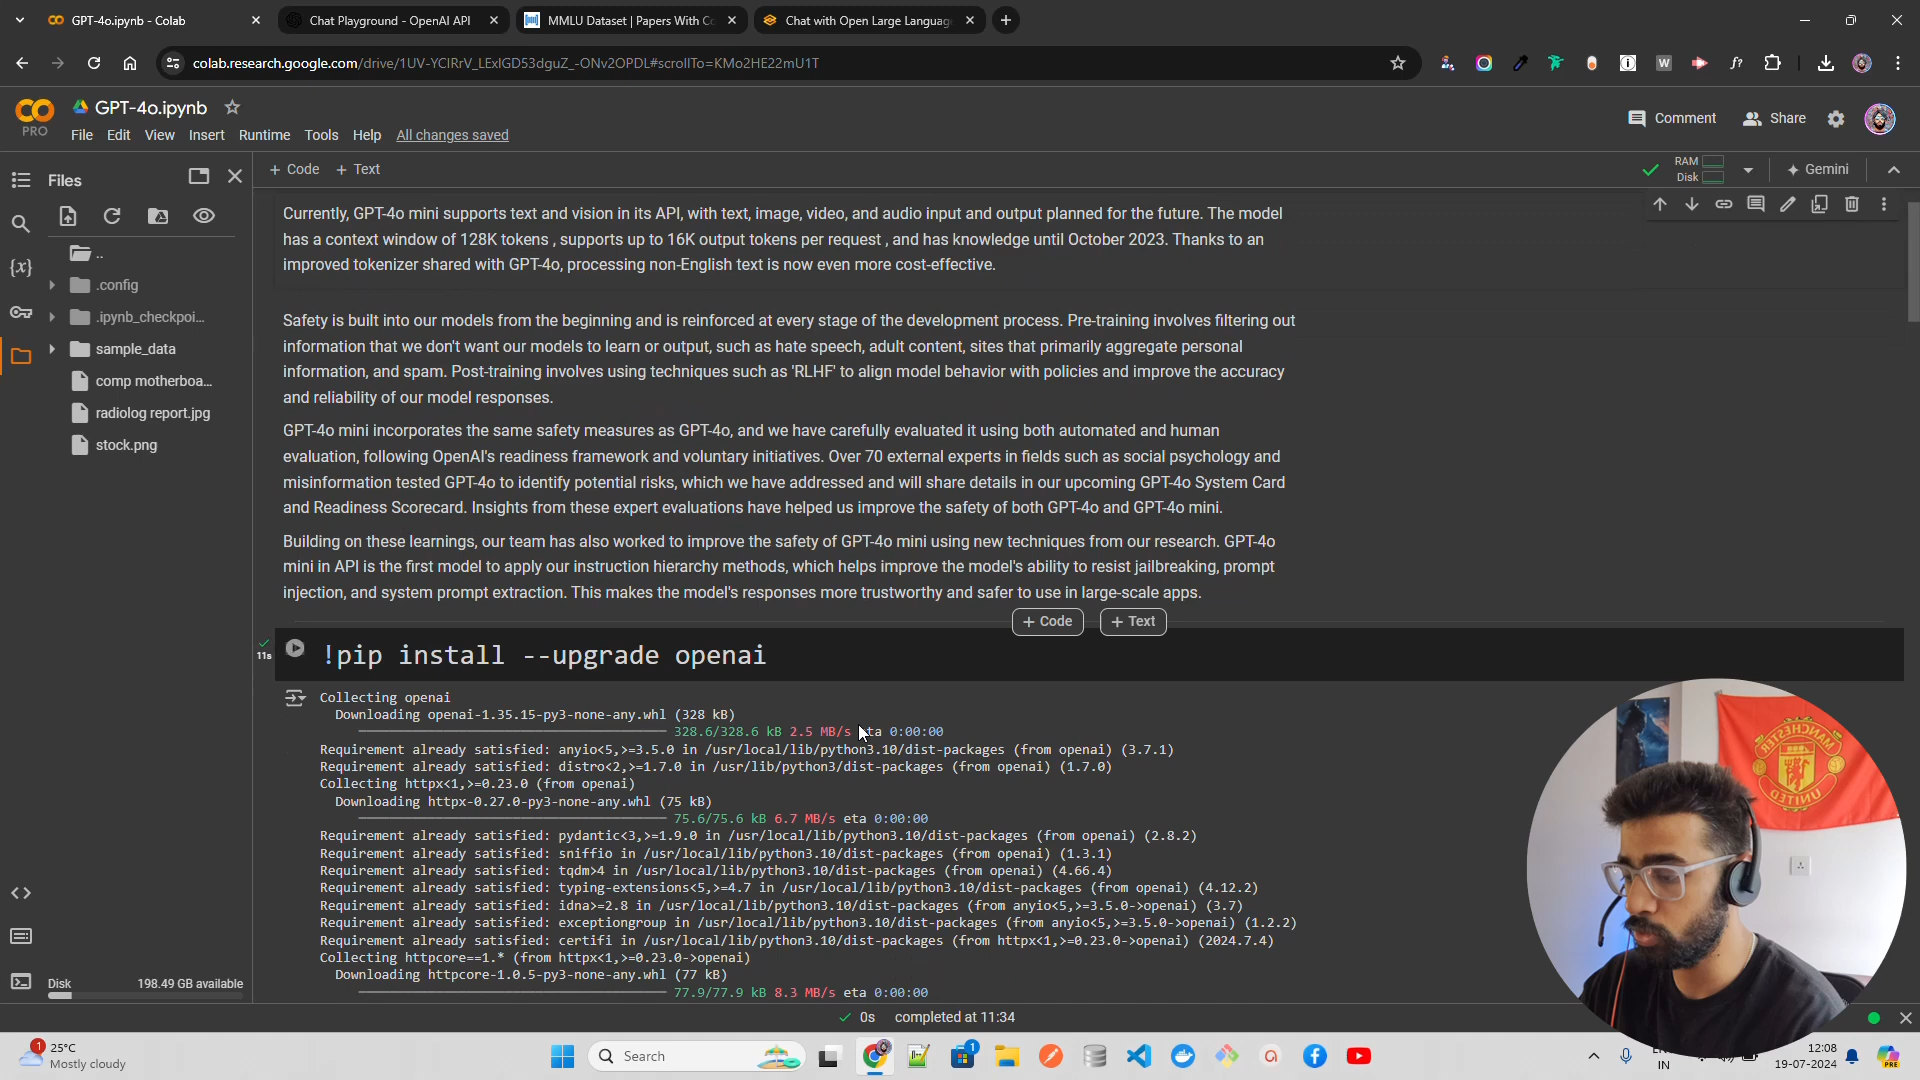 GPT-4o.ipynb - Colab
Chat Playground - OpenAI API
MMLU Dataset | Papers With Co
Chat with Open Large Languag
colab.research.google.com/drive/1UV-YClRrV_LExIGD53dguZ_-ONv2OPDL#scrollTo=KMo2HE22mU1T
GPT-4o.ipynb
PRO
File Edit View Insert Runtime Tools Help All changes saved
Comment
Share
Files
+ Code + Text
RAM
Disk
Gemini
..
.config
.ipynb_checkpoi...
sample_data
comp motherboa...
radiolog report.jpg
stock.png
Currently, GPT-4o mini supports text and vision in its API, with text, image, video, and audio input and output planned for the future. The model
has a context window of 128K tokens , supports up to 16K output tokens per request , and has knowledge until October 2023. Thanks to an
improved tokenizer shared with GPT-4o, processing non-English text is now even more cost-effective.
Safety is built into our models from the beginning and is reinforced at every stage of the development process. Pre-training involves filtering out
information that we don't want our models to learn or output, such as hate speech, adult content, sites that primarily aggregate personal
information, and spam. Post-training involves using techniques such as 'RLHF' to align model behavior with policies and improve the accuracy
and reliability of our model responses.
GPT-4o mini incorporates the same safety measures as GPT-4o, and we have carefully evaluated it using both automated and human
evaluation, following OpenAI's readiness framework and voluntary initiatives. Over 70 external experts in fields such as social psychology and
misinformation tested GPT-4o to identify potential risks, which we have addressed and will share details in our upcoming GPT-4o System Card
and Readiness Scorecard. Insights from these expert evaluations have helped us improve the safety of both GPT-4o and GPT-4o mini.
Building on these learnings, our team has also worked to improve the safety of GPT-4o mini using new techniques from our research. GPT-4o
mini in API is the first model to apply our instruction hierarchy methods, which helps improve the model's ability to resist jailbreaking, prompt
injection, and system prompt extraction. This makes the model's responses more trustworthy and safer to use in large-scale apps.
+ Code + Text
11s
!pip install --upgrade openai
Collecting openai
Downloading openai-1.35.15-py3-none-any.whl (328 kB)
328.6/328.6 kB 2.5 MB/s eta 0:00:00
Requirement already satisfied: anyio<5,>=3.5.0 in /usr/local/lib/python3.10/dist-packages (from openai) (3.7.1)
Requirement already satisfied: distro<2,>=1.7.0 in /usr/lib/python3/dist-packages (from openai) (1.7.0)
Collecting httpx<1,>=0.23.0 (from openai)
Downloading httpx-0.27.0-py3-none-any.whl (75 kB)
75.6/75.6 kB 6.7 MB/s eta 0:00:00
Requirement already satisfied: pydantic<3,>=1.9.0 in /usr/local/lib/python3.10/dist-packages (from openai) (2.8.2)
Requirement already satisfied: sniffio in /usr/local/lib/python3.10/dist-packages (from openai) (1.3.1)
Requirement already satisfied: tqdm>4 in /usr/local/lib/python3.10/dist-packages (from openai) (4.66.4)
Requirement already satisfied: typing-extensions<5,>=4.7 in /usr/local/lib/python3.10/dist-packages (from openai) (4.12.2)
Requirement already satisfied: idna>=2.8 in /usr/local/lib/python3.10/dist-packages (from anyio<5,>=3.5.0->openai) (3.7)
Requirement already satisfied: exceptiongroup in /usr/local/lib/python3.10/dist-packages (from anyio<5,>=3.5.0->openai) (1.2.2)
Requirement already satisfied: certifi in /usr/local/lib/python3.10/dist-packages (from httpx<1,>=0.23.0->openai) (2024.7.4)
Collecting httpcore==1.* (from httpx<1,>=0.23.0->openai)
Downloading httpcore-1.0.5-py3-none-any.whl (77 kB)
77.9/77.9 kB 8.3 MB/s eta 0:00:00
MANCHESTER
UNITED
Disk 198.49 GB available
0s completed at 11:34
1
25°C
Mostly cloudy
Search
1
IN
12:08
19-07-2024
PRE